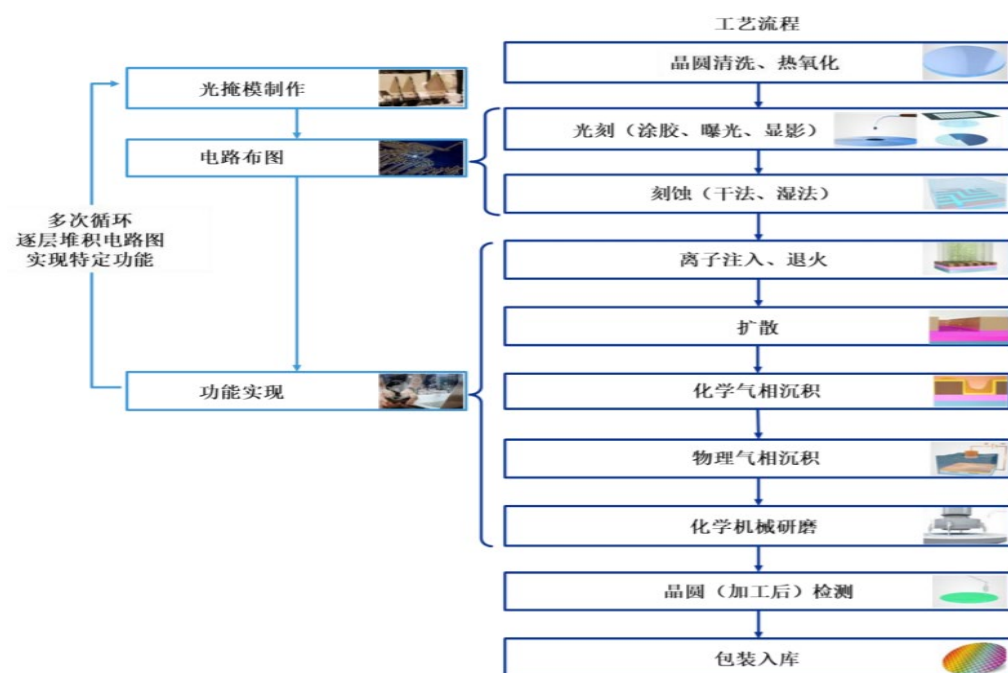 工艺流程
晶圆清洗、热氧化
光掩模制作
光刻（涂胶、曝光、显影）
电路布图
刻蚀（干法、湿法）
多次循环
逐层堆积电路图
实现特定功能
离子注入、退火
扩散
功能实现
化学气相沉积
物理气相沉积
化学机械研磨
晶圆（加工后）检测
包装入库